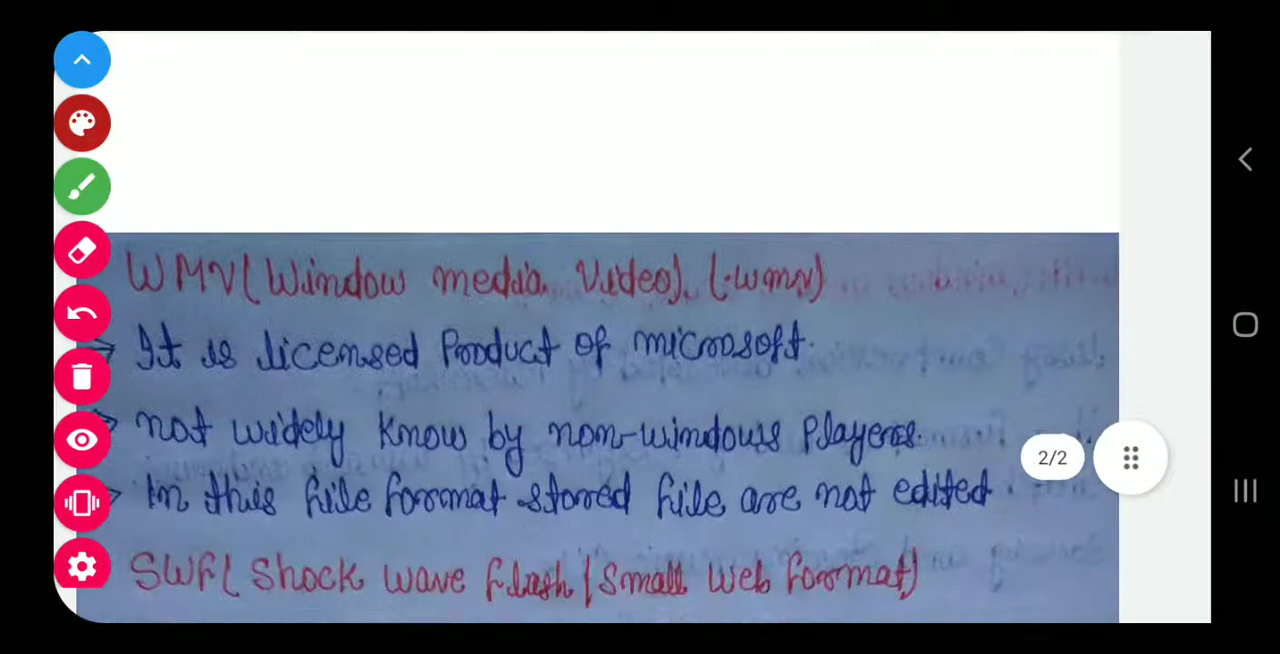 WMV(Window media Video) (.wmv)
→ It is licensed Product of microsoft.
→ not widely know by non-windows Players.
→ In this file format stored file are not edited
2/2
SWF( Shock wave flash/Small Web format)